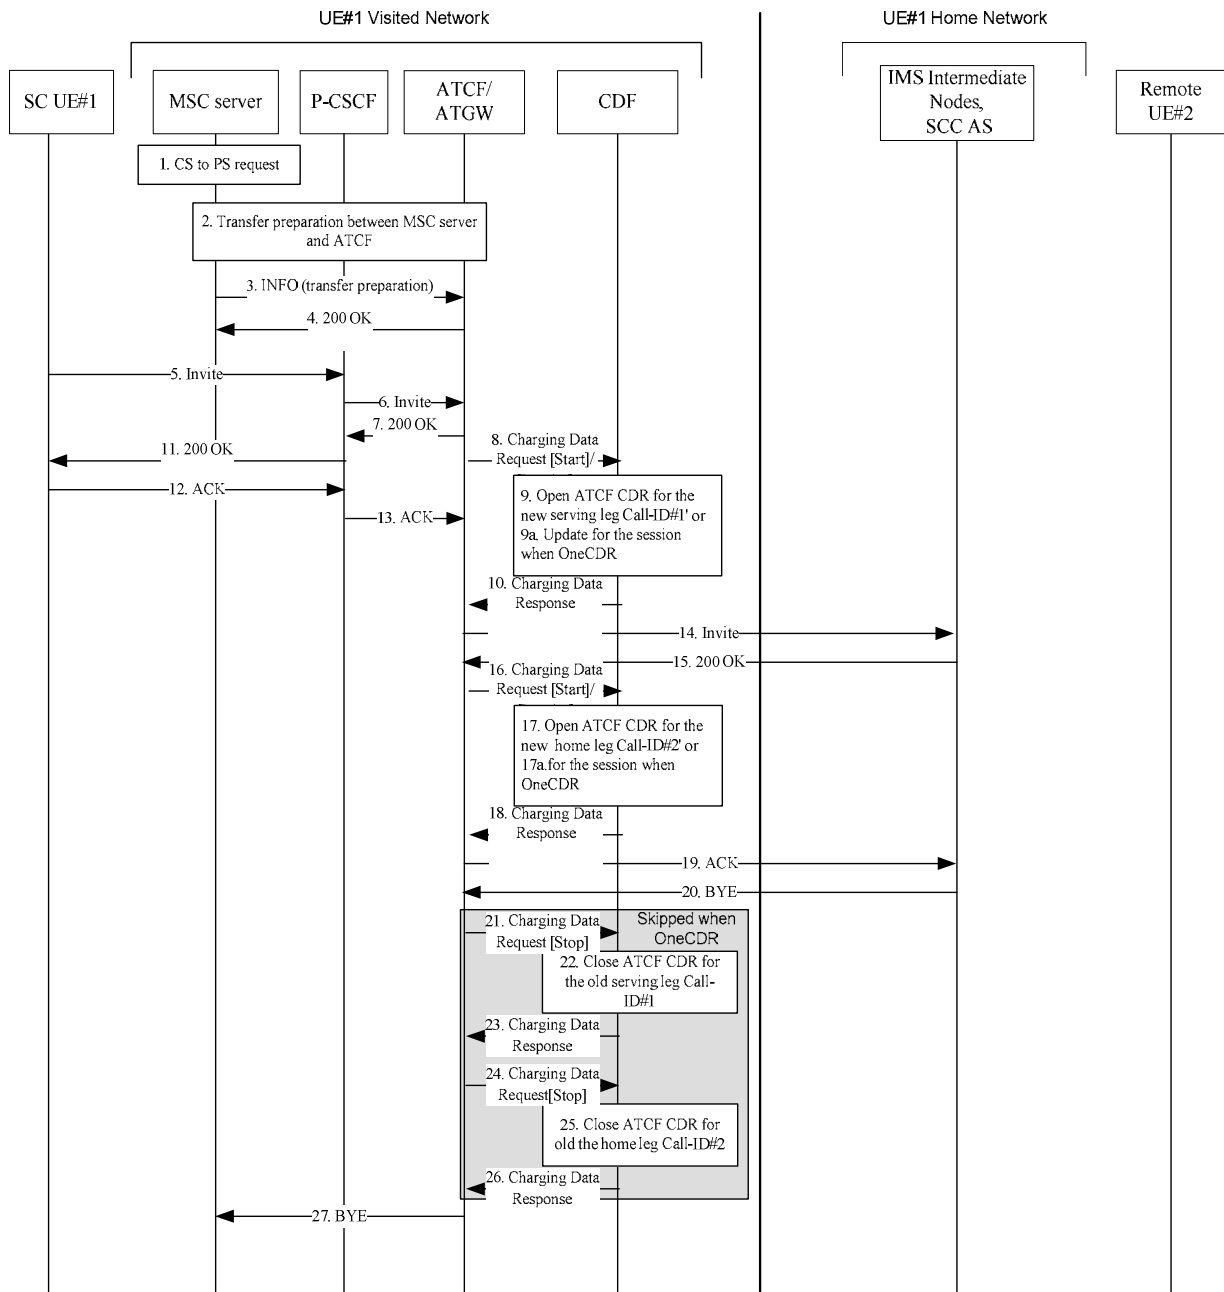 UE#1 Visited Network
UE#1 Home Network
SC UE#1
MSC server
P-CSCF
ATCF/
ATGW
CDF
IMS Intermediate
Nodes,
SCC AS
Remote
UE#2
1. CS to PS request
2. Transfer preparation between MSC server
and ATCF
3. INFO (transfer preparation)
4. 200 OK
5. Invite
6. Invite
7. 200 OK
8. Charging Data
Request [Start]/
11. 200 OK
12. ACK
9. Open ATCF CDR for the
new serving leg Call-ID#1' or
9a. Update for the session
when OneCDR
13. ACK
10. Charging Data
Response
14. Invite
15. 200 OK
16. Charging Data
Request [Start]/
17. Open ATCF CDR for the
new home leg Call-ID#2' or
17a.for the session when
OneCDR
18. Charging Data
Response
19. ACK
20. BYE
Skipped when
OneCDR
21. Charging Data
Request [Stop]
22. Close ATCF CDR for
the old serving leg Call-
ID#1
23. Charging Data
Response
24. Charging Data
Request[Stop]
25. Close ATCF CDR for
old the home leg Call-ID#2
26. Charging Data
Response
27. BYE